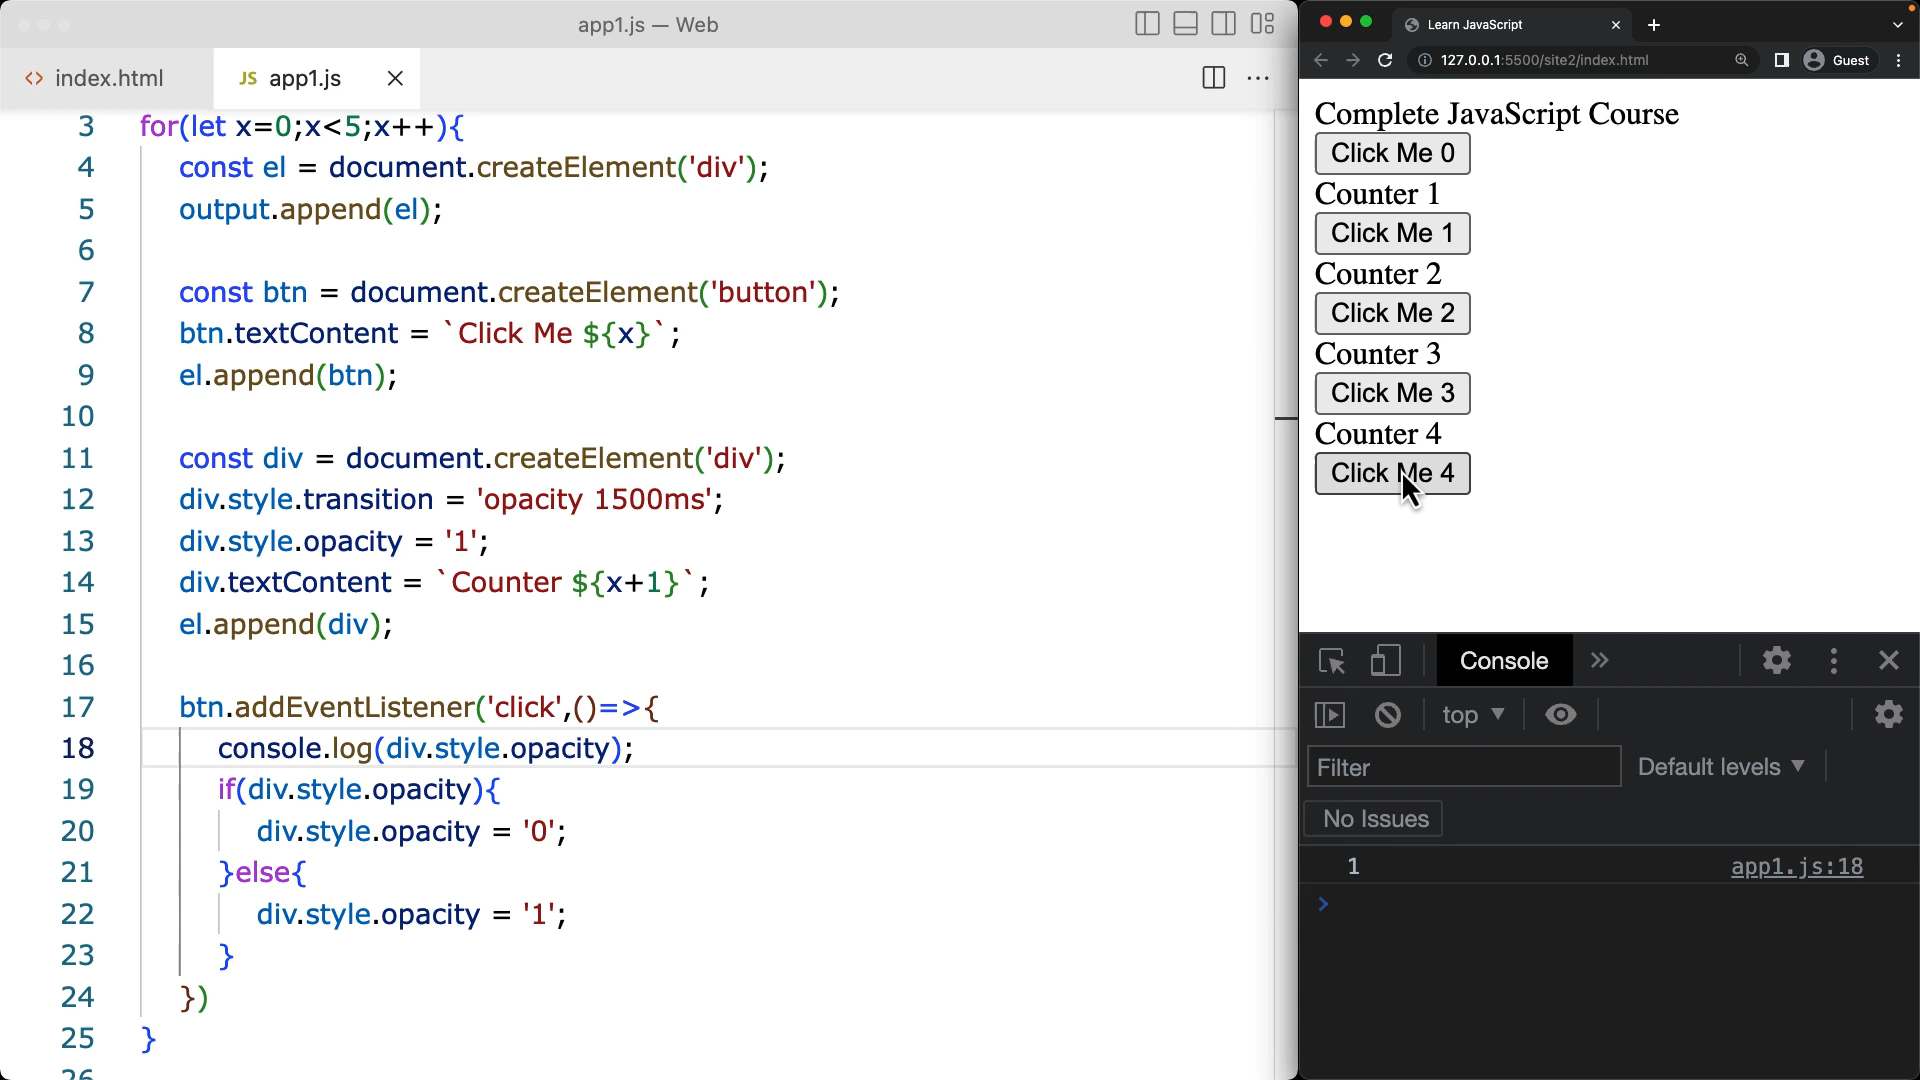 app1.js — Web
index.html
JS app1.js
3 for(let x=0;x<5;x++){
4 const el = document.createElement('div');
5 output.append(el);
6
7 const btn = document.createElement('button');
8 btn.textContent = `Click Me ${x}`;
9 el.append(btn);
10
11 const div = document.createElement('div');
12 div.style.transition = 'opacity 1500ms';
13 div.style.opacity = '1';
14 div.textContent = `Counter ${x+1}`;
15 el.append(div);
16
17 btn.addEventListener('click',()=>{
18 console.log(div.style.opacity);
19 if(div.style.opacity){
20 div.style.opacity = '0';
21 }else{
22 div.style.opacity = '1';
23 }
24 })
25 }
26
Learn JavaScript
127.0.0.1:5500/site2/index.html
Guest
Complete JavaScript Course
Click Me 0
Counter 1
Click Me 1
Counter 2
Click Me 2
Counter 3
Click Me 3
Counter 4
Click Me 4
Console
top
Filter
Default levels
No Issues
1 app1.js:18